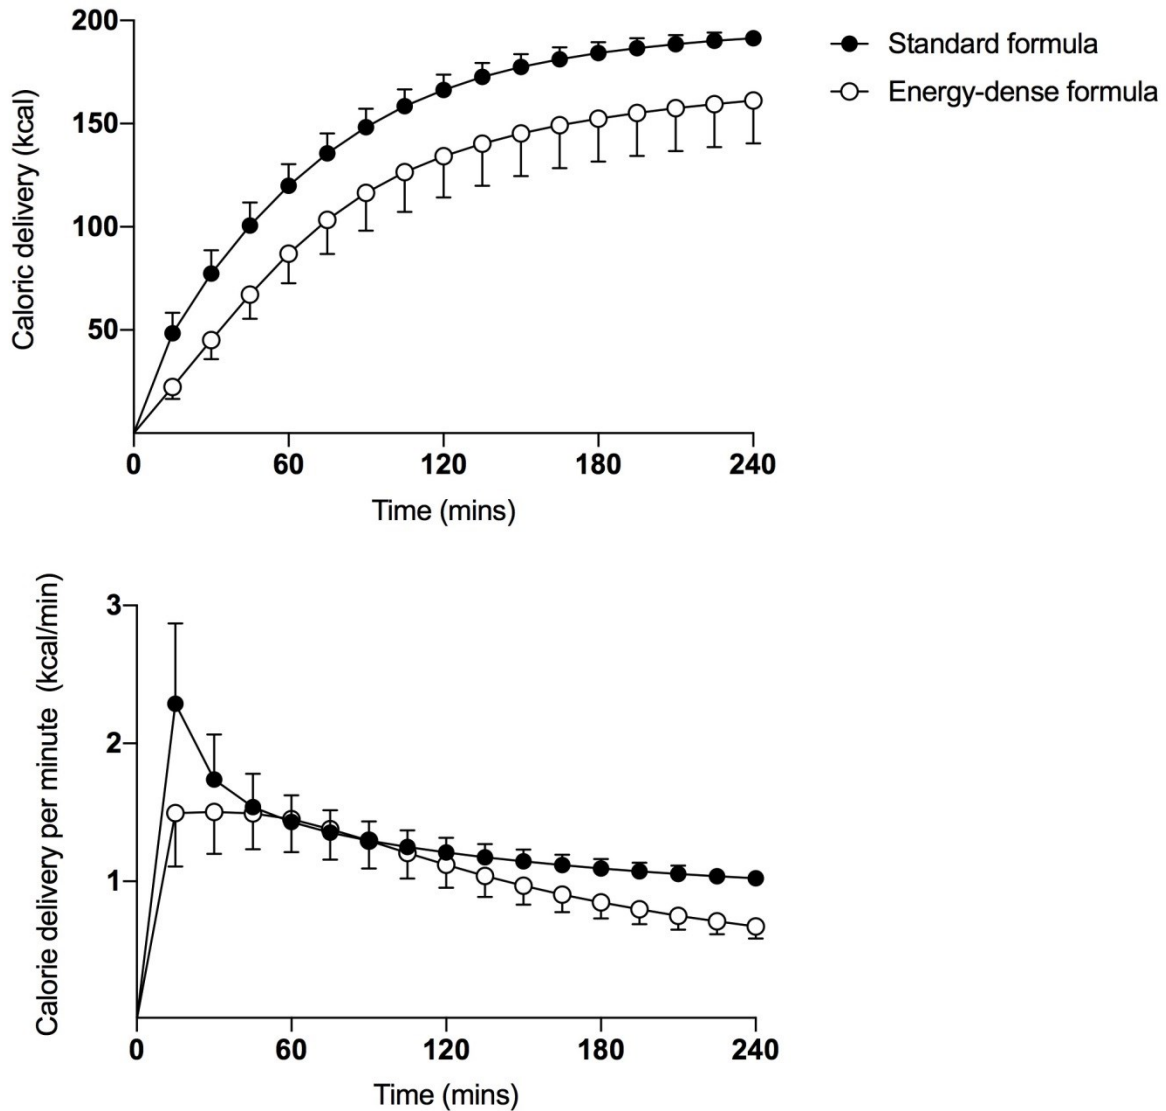 Caloric delivery (kcal)
200
150
100
50
0 60 120 180 240
Time (mins)
Standard formula
Energy-dense formula
Calorie delivery per minute (kcal/min)
3
2
1
0 60 120 180 240
Time (mins)